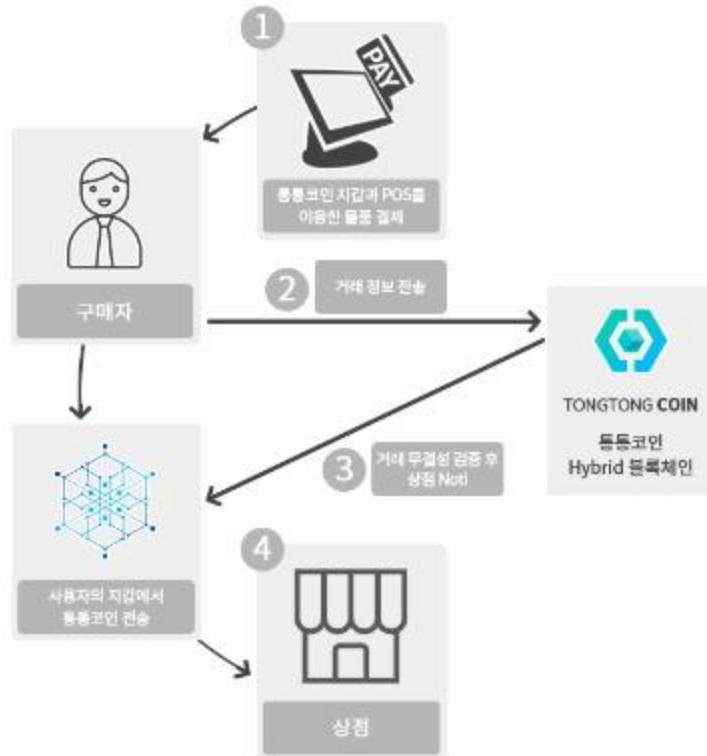 1
PAY
통통코인 지갑과 POS를
이용한 물품 결제
구매자
2
거래 정보 전송
TONGTONG COIN
통통코인
Hybrid 블록체인
3
거래 무결성 검증 후
상점 Noti
사용자의 지갑에서
통통코인 전송
4
상점